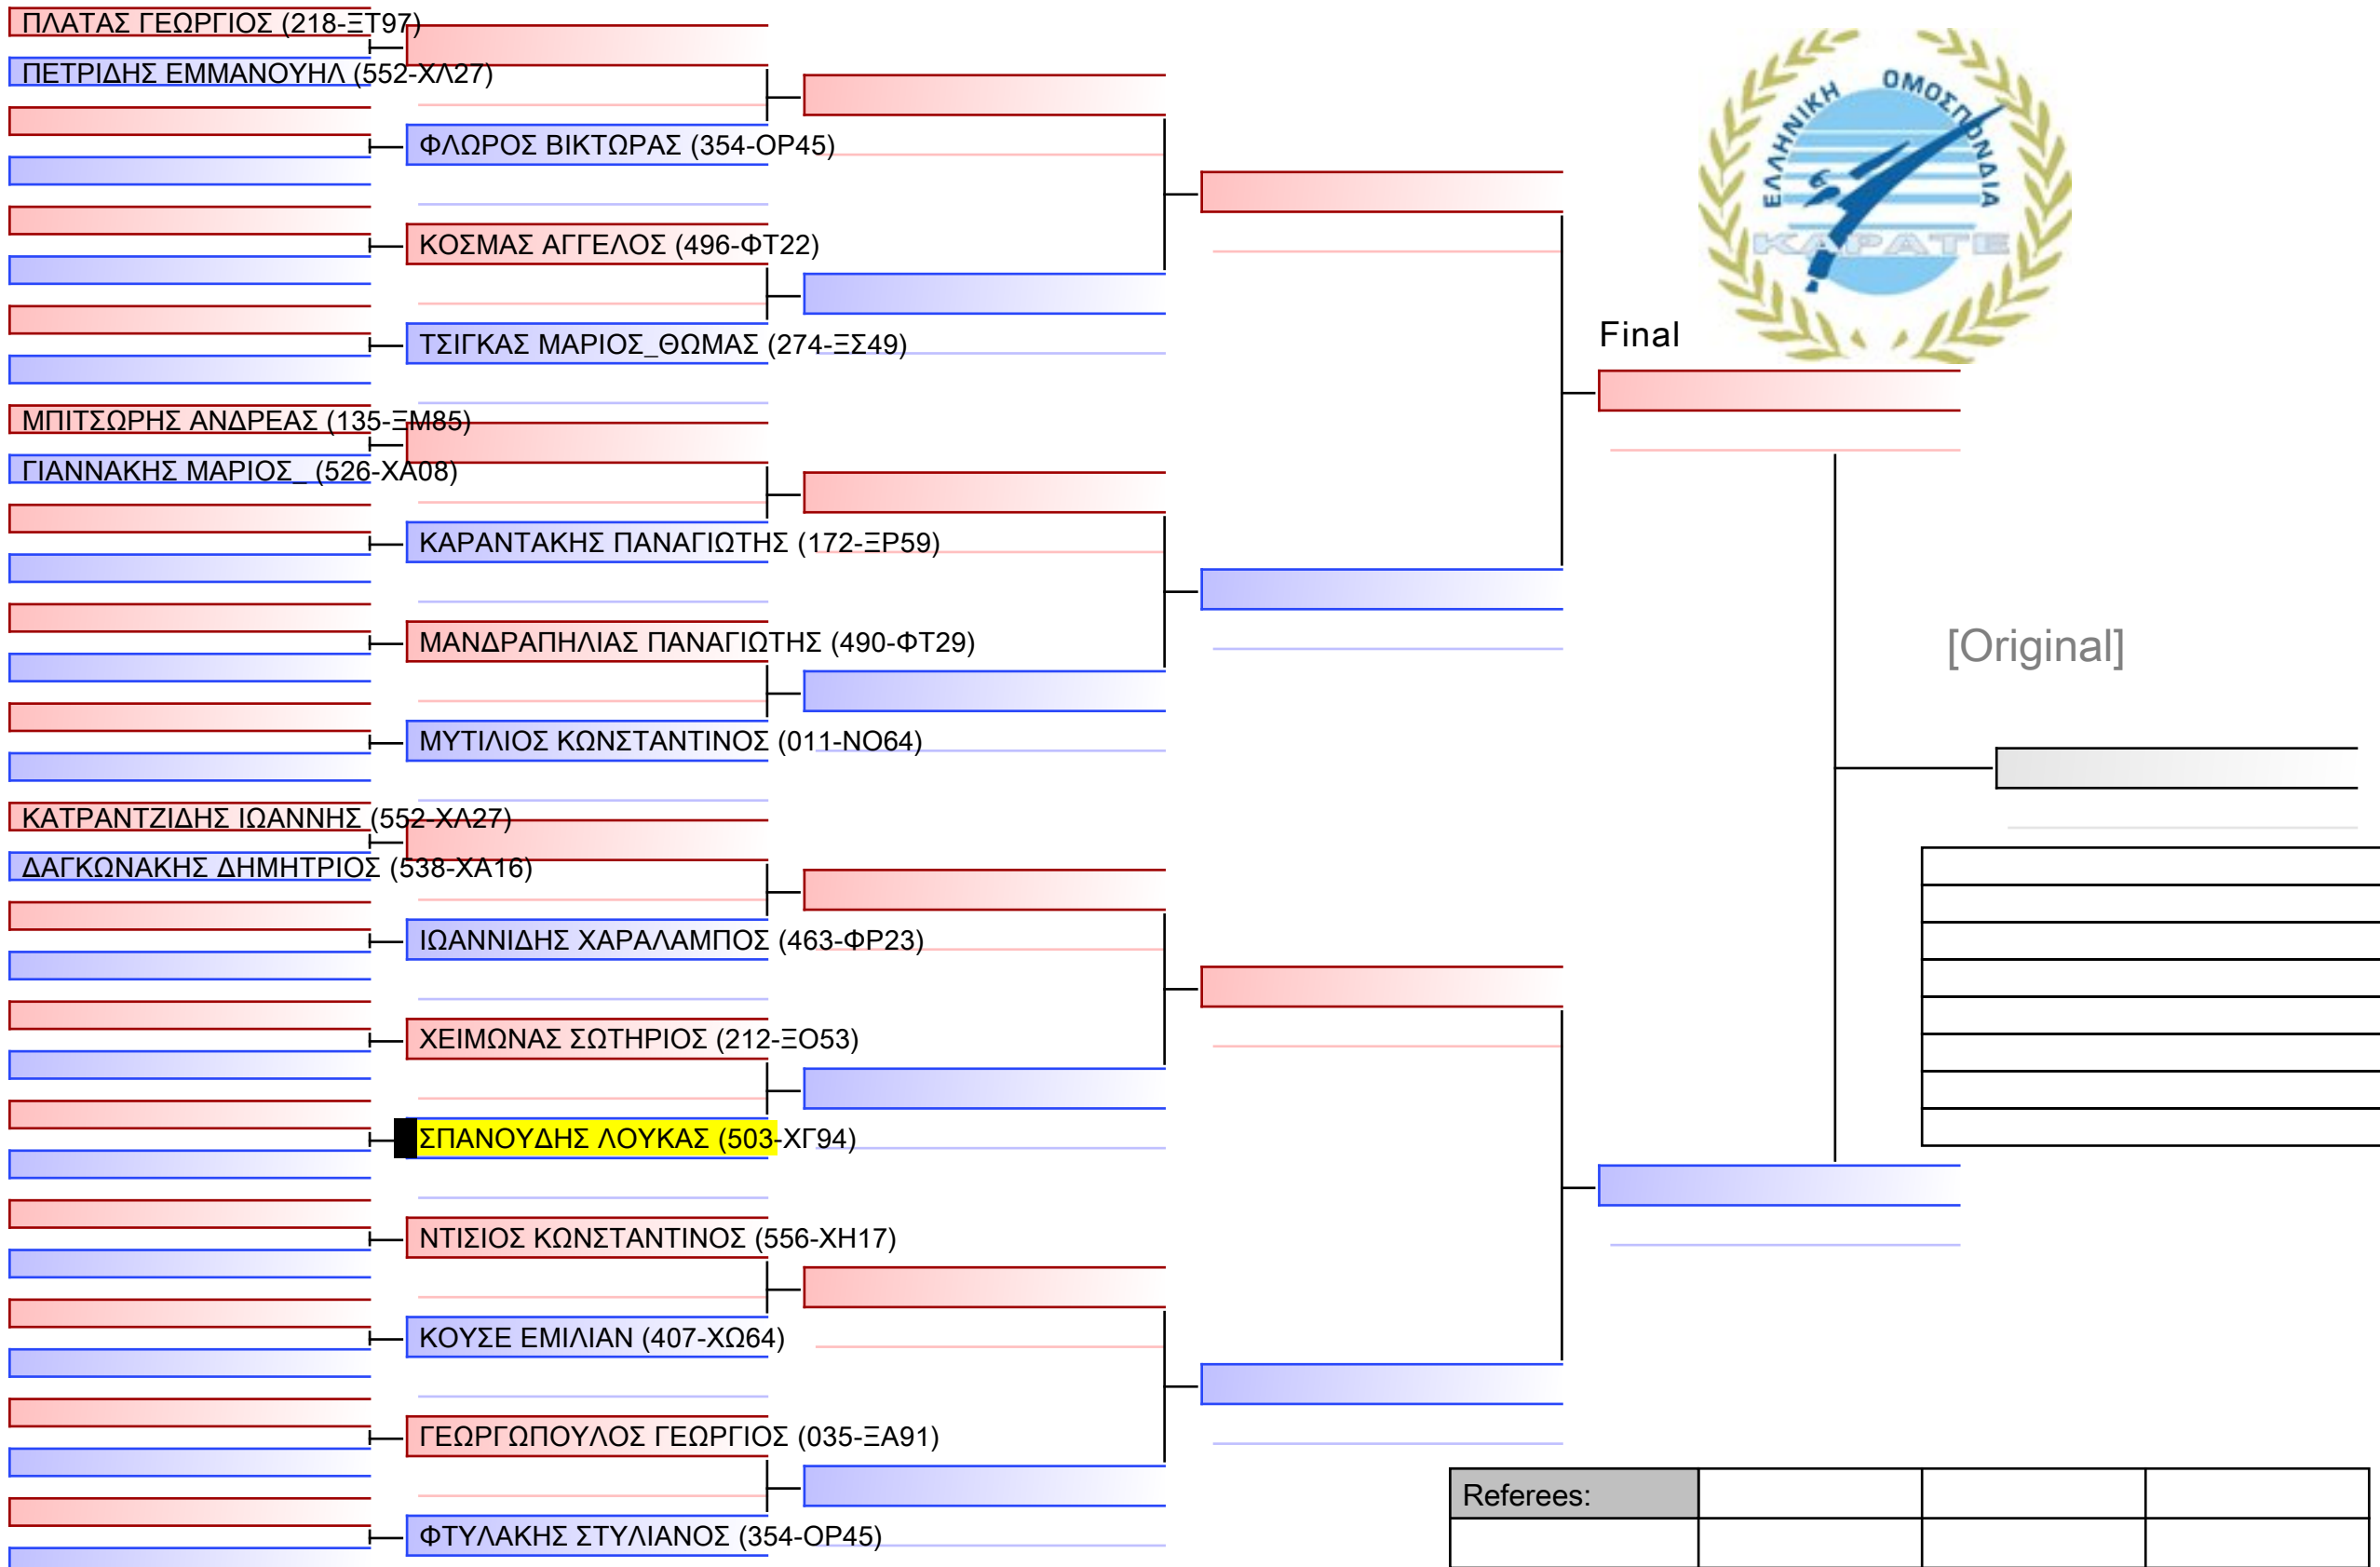 ΠΛΑΤΑΣ ΓΕΩΡΓΙΟΣ (218-ΞΤ97)
ΠΕΤΡΙΔΗΣ ΕΜΜΑΝΟΥΗΛ (552-ΧΛ27)
ΦΛΩΡΟΣ ΒΙΚΤΩΡΑΣ (354-ΟΡ45)
ΚΟΣΜΑΣ ΑΓΓΕΛΟΣ (496-ΦΤ22)
ΤΣΙΓΚΑΣ ΜΑΡΙΟΣ_ΘΩΜΑΣ (274-ΞΣ49)
ΜΠΙΤΣΩΡΗΣ ΑΝΔΡΕΑΣ (135-ΞΜ85)
ΓΙΑΝΝΑΚΗΣ ΜΑΡΙΟΣ_ (526-ΧΑ08)
ΚΑΡΑΝΤΑΚΗΣ ΠΑΝΑΓΙΩΤΗΣ (172-ΞΡ59)
ΜΑΝΔΡΑΠΗΛΙΑΣ ΠΑΝΑΓΙΩΤΗΣ (490-ΦΤ29)
ΜΥΤΙΛΙΟΣ ΚΩΝΣΤΑΝΤΙΝΟΣ (011-ΝΟ64)
ΚΑΤΡΑΝΤΖΙΔΗΣ ΙΩΑΝΝΗΣ (552-ΧΛ27)
ΔΑΓΚΩΝΑΚΗΣ ΔΗΜΗΤΡΙΟΣ (538-ΧΑ16)
ΙΩΑΝΝΙΔΗΣ ΧΑΡΑΛΑΜΠΟΣ (463-ΦΡ23)
ΧΕΙΜΩΝΑΣ ΣΩΤΗΡΙΟΣ (212-ΞΟ53)
ΣΠΑΝΟΥΔΗΣ ΛΟΥΚΑΣ (503-ΧΓ94)
ΝΤΙΣΙΟΣ ΚΩΝΣΤΑΝΤΙΝΟΣ (556-ΧΗ17)
ΚΟΥΣΕ ΕΜΙΛΙΑΝ (407-ΧΩ64)
ΓΕΩΡΓΩΠΟΥΛΟΣ ΓΕΩΡΓΙΟΣ (035-ΞΑ91)
ΦΤΥΛΑΚΗΣ ΣΤΥΛΙΑΝΟΣ (354-ΟΡ45)
ΕΛΛΗΝΙΚΗ ΟΜΟΣΠΟΝΔΙΑ
ΚΑΡΑΤΕ
Final
[Original]
Referees: